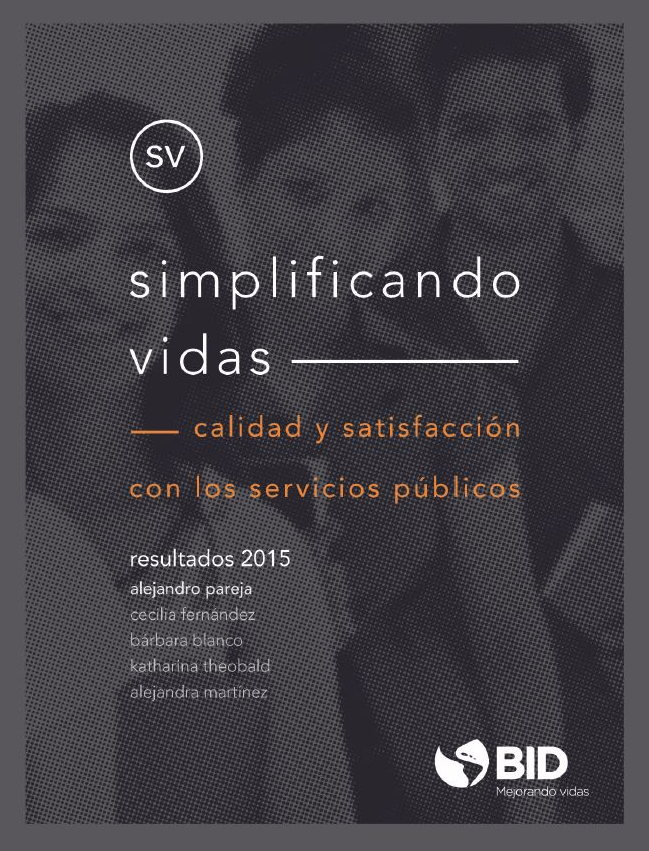 SV
simplificando
vidas
calidad y satisfacción
con los servicios públicos
resultados 2015
alejandro pareja
cecilia fernández
bárbara blanco
katharina theobald
alejandra martínez
BID
Mejorando vidas